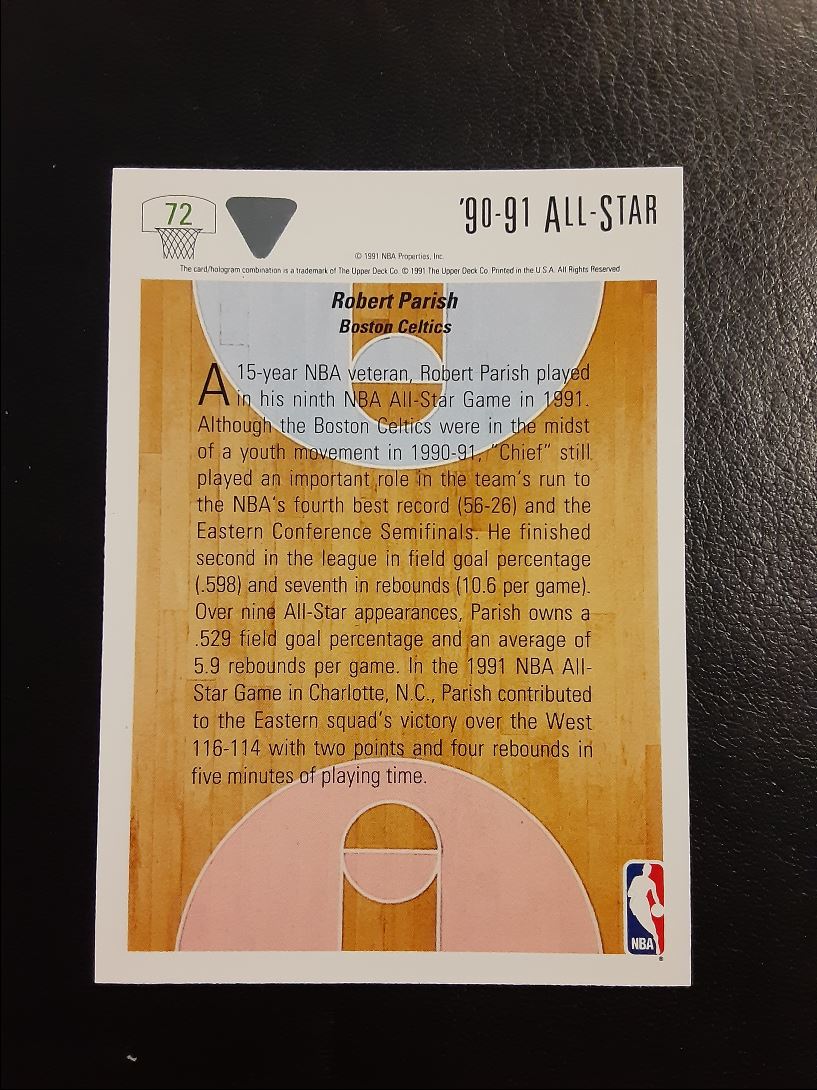 72
'90-91 ALL-STAR
© 1991 NBA Properties, Inc.
The card/hologram combination is a trademark of The Upper Deck Co. © 1991 The Upper Deck Co. Printed in the U.S.A. All Rights Reserved.
Robert Parish
Boston Celtics
A 15-year NBA veteran, Robert Parish played
in his ninth NBA All-Star Game in 1991.
Although the Boston Celtics were in the midst
of a youth movement in 1990-91, "Chief" still
played an important role in the team's run to
the NBA's fourth best record (56-26) and the
Eastern Conference Semifinals. He finished
second in the league in field goal percentage
(.598) and seventh in rebounds (10.6 per game).
Over nine All-Star appearances, Parish owns a
.529 field goal percentage and an average of
5.9 rebounds per game. In the 1991 NBA All-
Star Game in Charlotte, N.C., Parish contributed
to the Eastern squad's victory over the West
116-114 with two points and four rebounds in
five minutes of playing time.
NBA
®